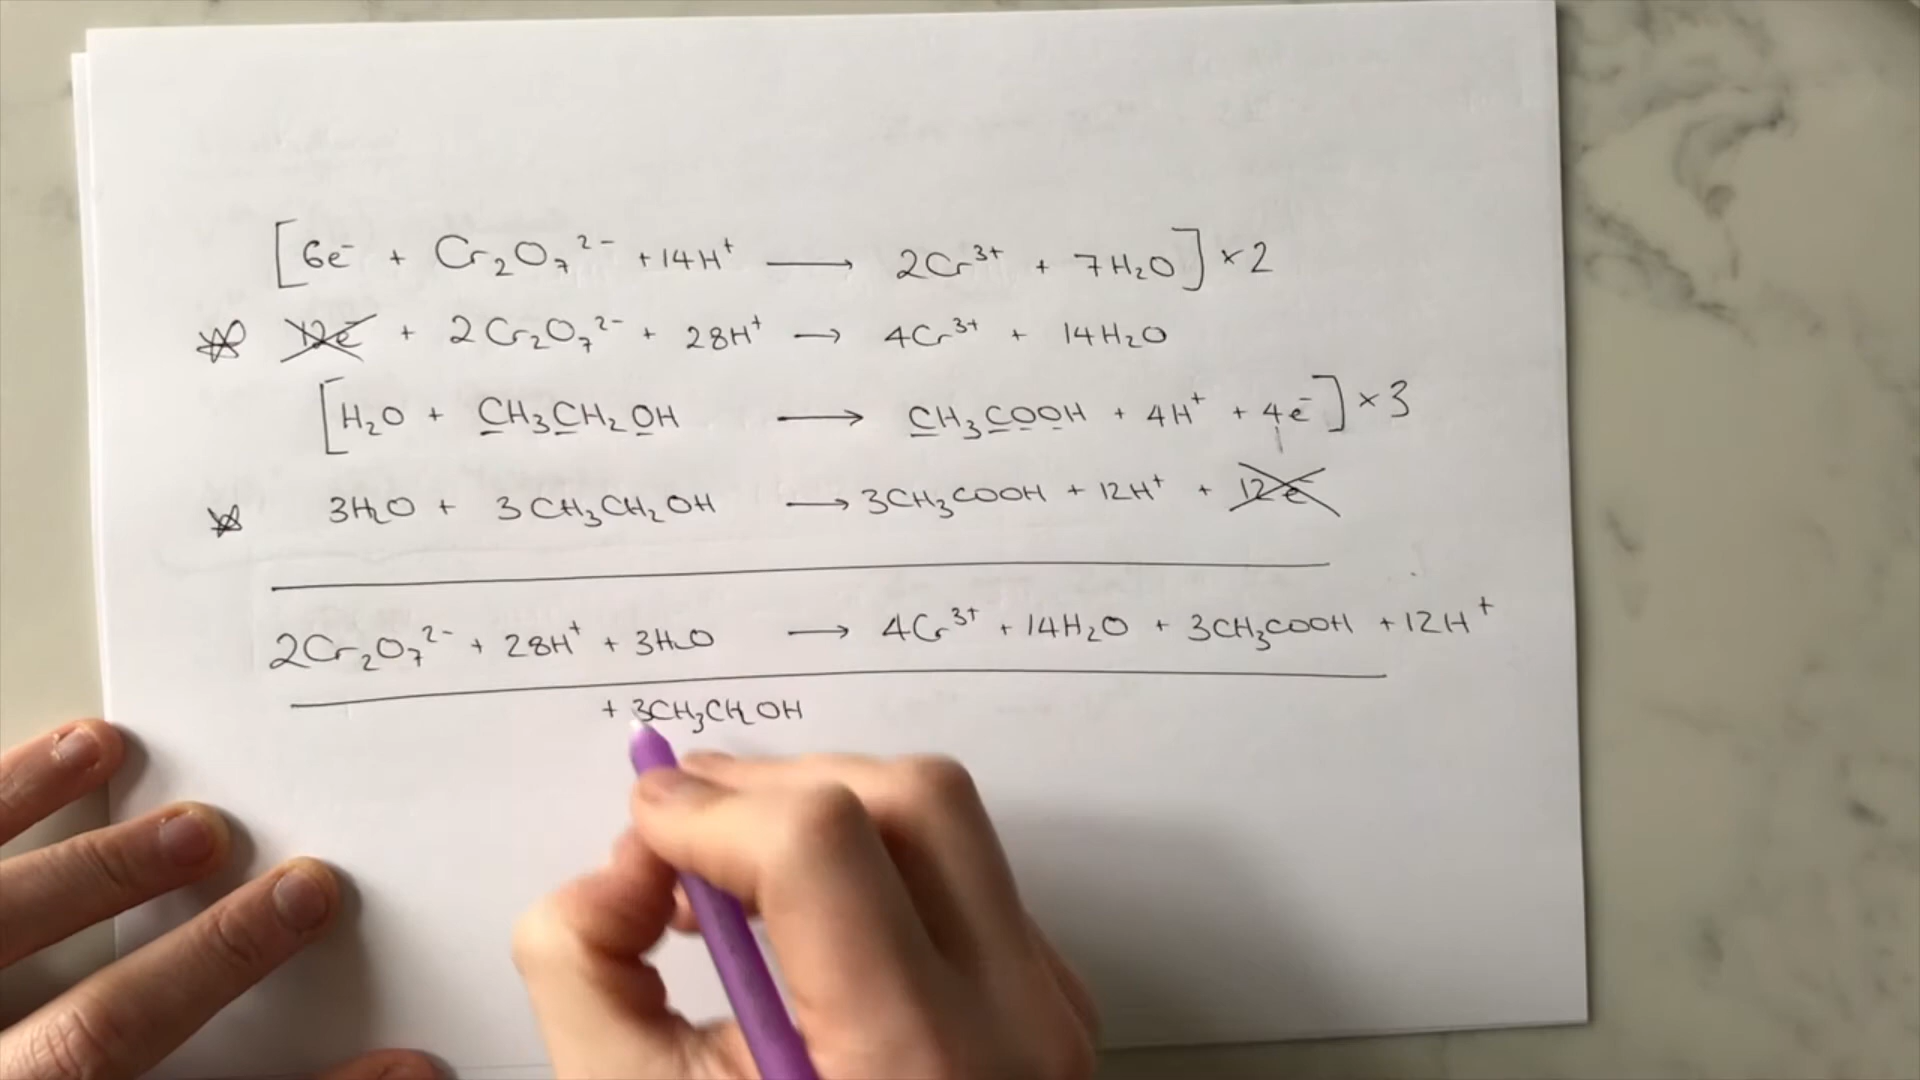 [6e⁻ + Cr₂O₇²⁻ + 14H⁺ ⟶ 2Cr³⁺ + 7H₂O] × 2
12e⁻ + 2Cr₂O₇²⁻ + 28H⁺ → 4Cr³⁺ + 14H₂O
[H₂O + CH₃CH₂OH ⟶ CH₃COOH + 4H⁺ + 4e⁻] × 3
3H₂O + 3CH₃CH₂OH ⟶ 3CH₃COOH + 12H⁺ + 12e⁻
2Cr₂O₇²⁻ + 28H⁺ + 3H₂O ⟶ 4Cr³⁺ + 14H₂O + 3CH₃COOH + 12H⁺
+ 3CH₃CH₂OH